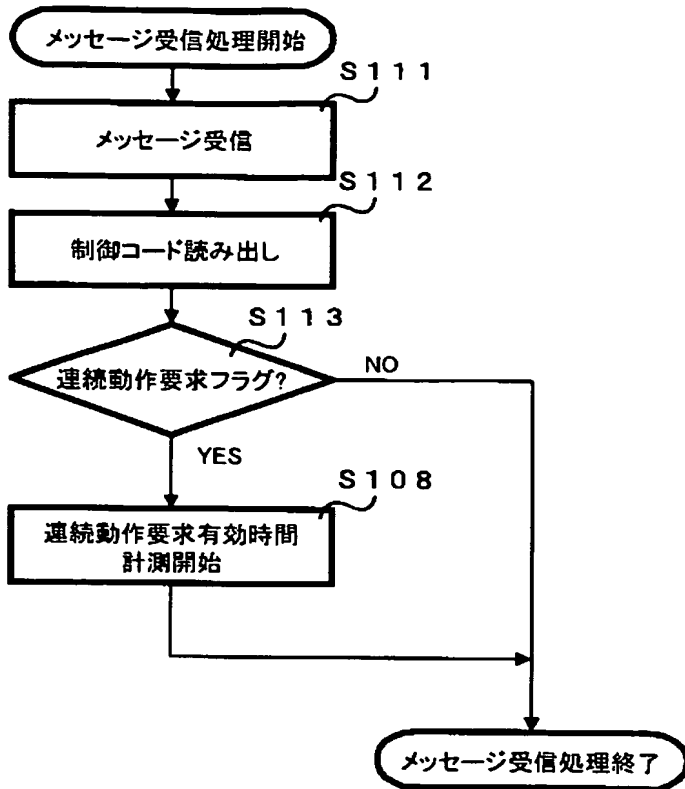 メッセージ受信処理開始
S111
メッセージ受信
S112
制御コード読み出し
S113
連続動作要求フラグ?
NO
YES
S108
連続動作要求有効時間
計測開始
メッセージ受信処理終了